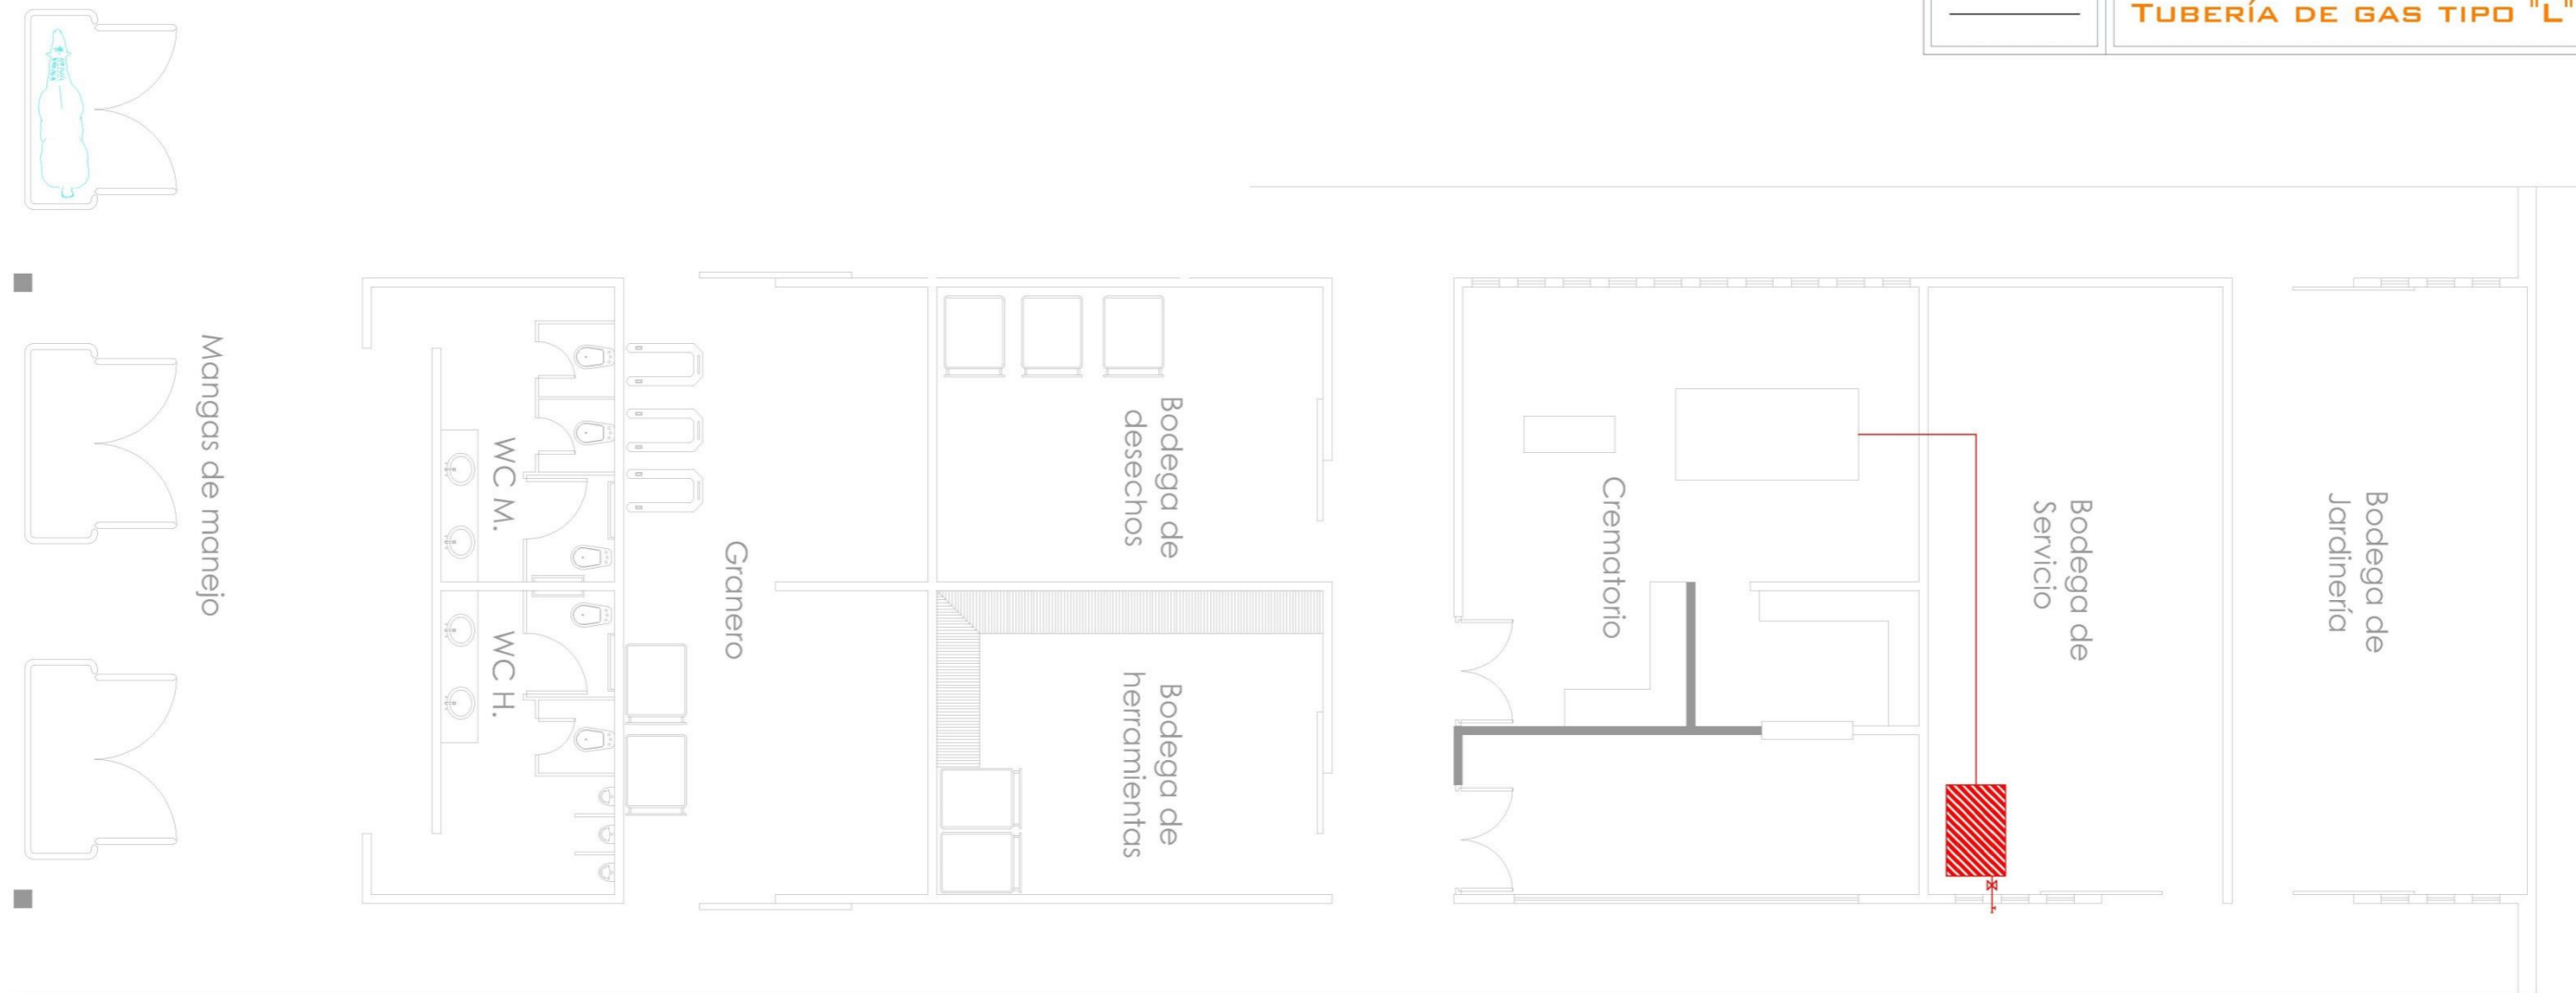 TUBERÍA DE GAS TIPO "L"
Mangas de manejo
WC M.
WC H.
Granero
Bodega de
desechos
Bodega de
herramientas
Crematorio
Bodega de
Servicio
Bodega de
Jardinería